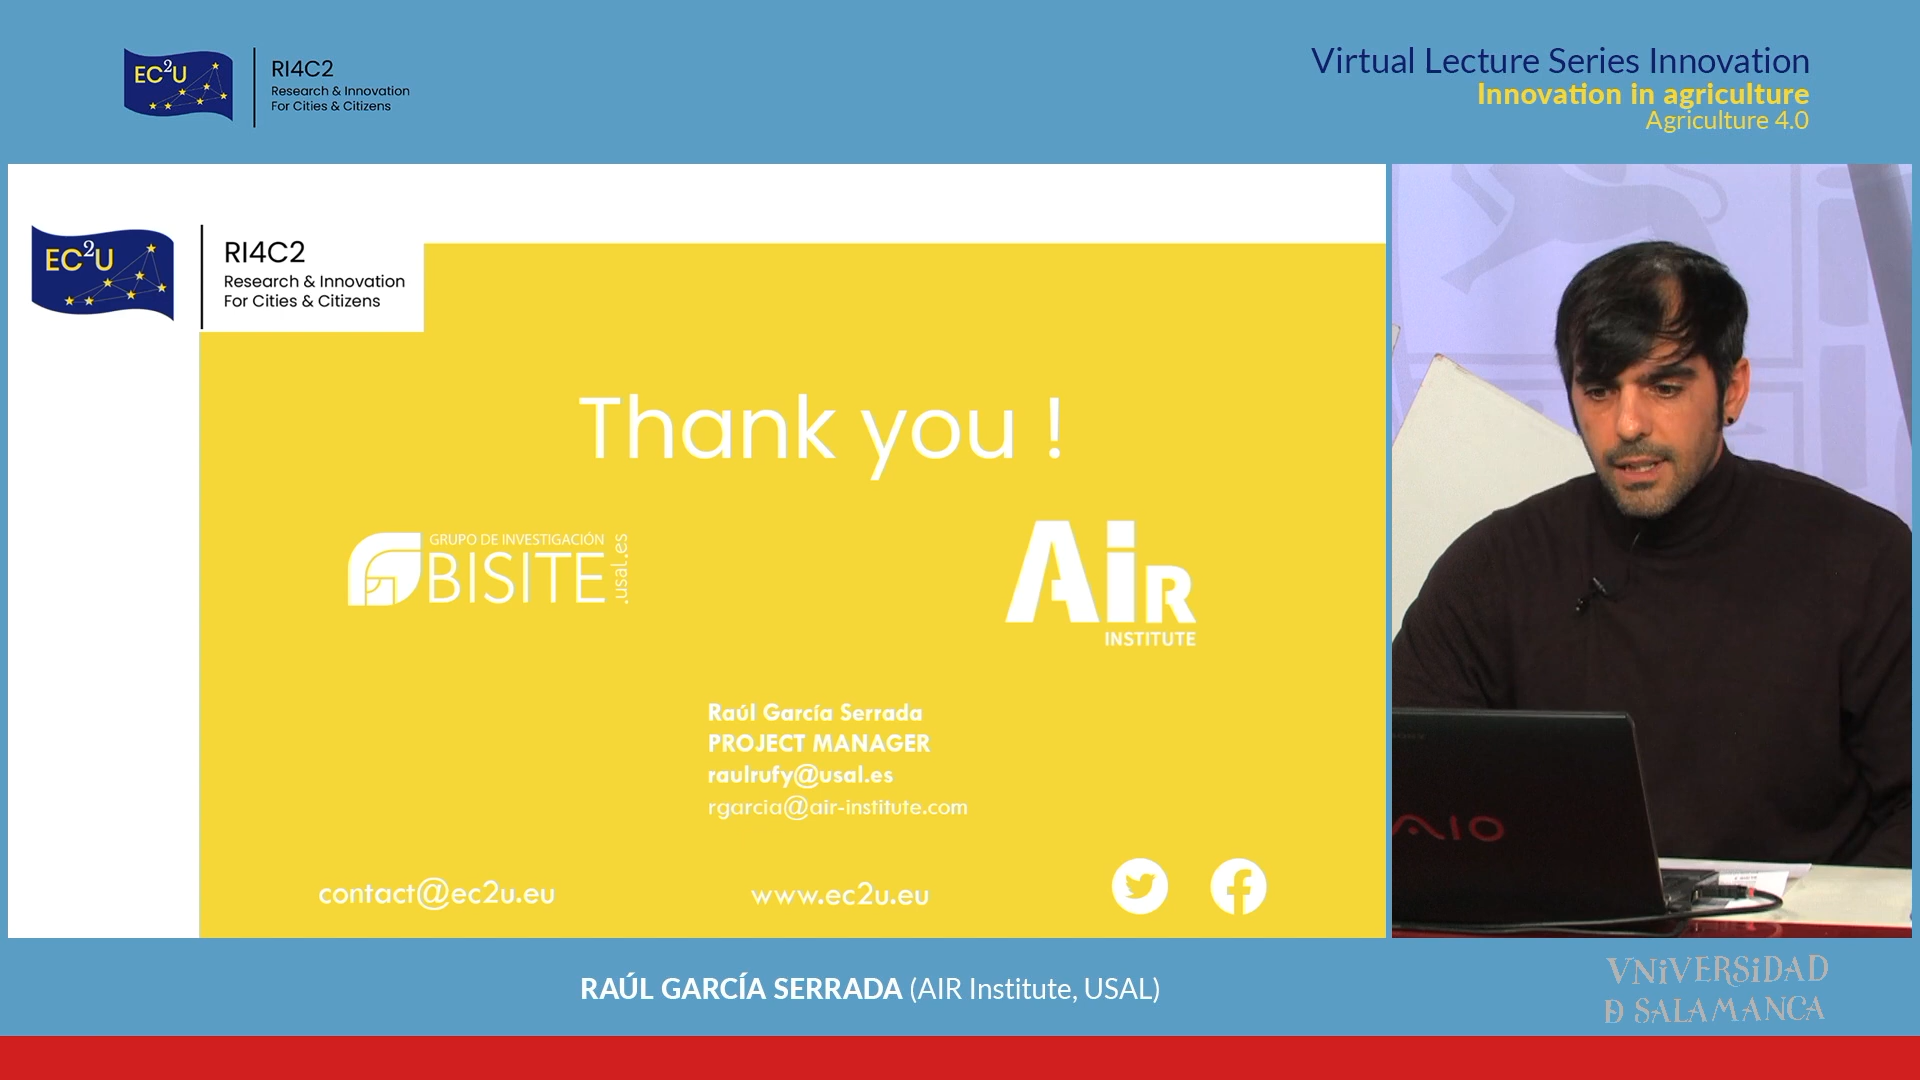 EC²U
RI4C2
Research & Innovation
For Cities & Citizens
Virtual Lecture Series Innovation
Innovation in agriculture
Agriculture 4.0
EC²U
RI4C2
Research & Innovation
For Cities & Citizens
Thank you !
GRUPO DE INVESTIGACIÓN
BISITE
.usal.es
AiR
INSTITUTE
Raúl García Serrada
PROJECT MANAGER
raulrufy@usal.es
rgarcia@air-institute.com
contact@ec2u.eu
www.ec2u.eu
RAÚL GARCÍA SERRADA (AIR Institute, USAL)
VNiVERSiDAD
Ð SALAMANCA